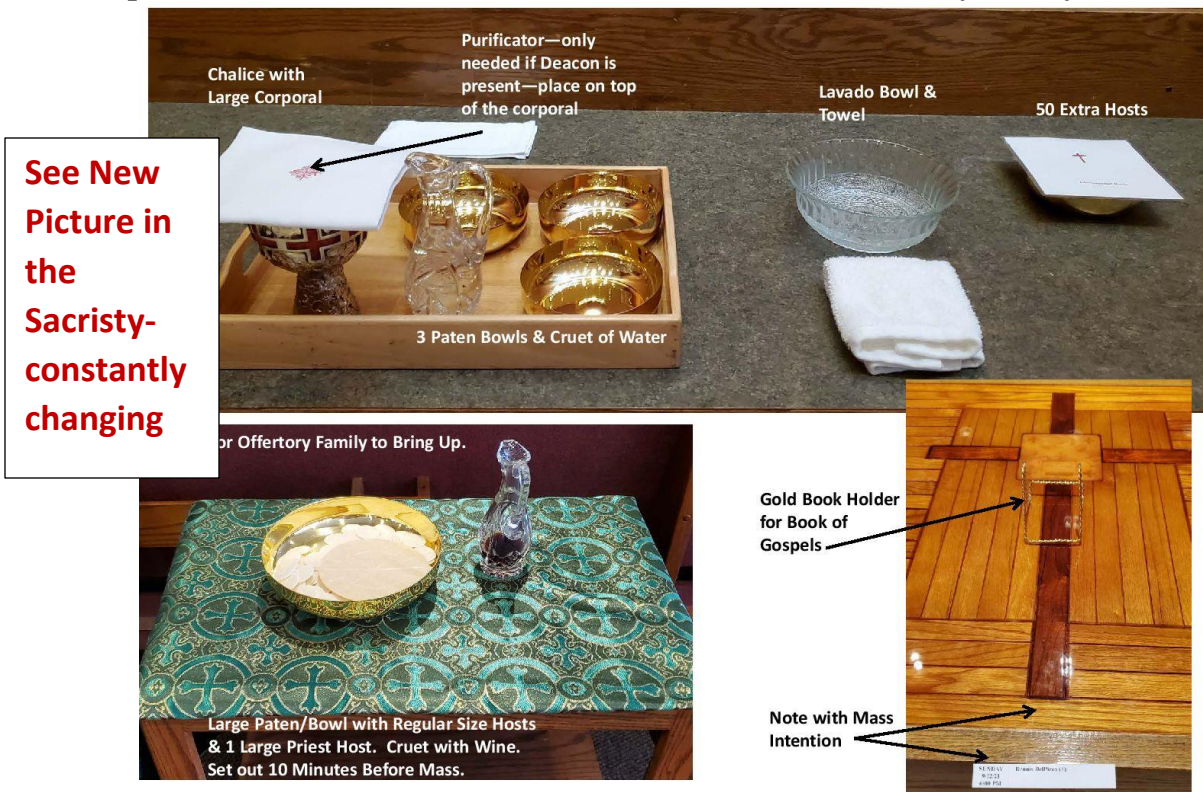 Chalice with
Large Corporal
Purificator—only
needed if Deacon is
present—place on top
of the corporal
Lavado Bowl &
Towel
50 Extra Hosts
See New
Picture in
the
Sacristy-
constantly
changing
3 Paten Bowls & Cruet of Water
or Offertory Family to Bring Up.
Large Paten/Bowl with Regular Size Hosts
& 1 Large Priest Host.  Cruet with Wine.
Set out 10 Minutes Before Mass.
Gold Book Holder
for Book of
Gospels
Note with Mass
Intention
SUNDAY